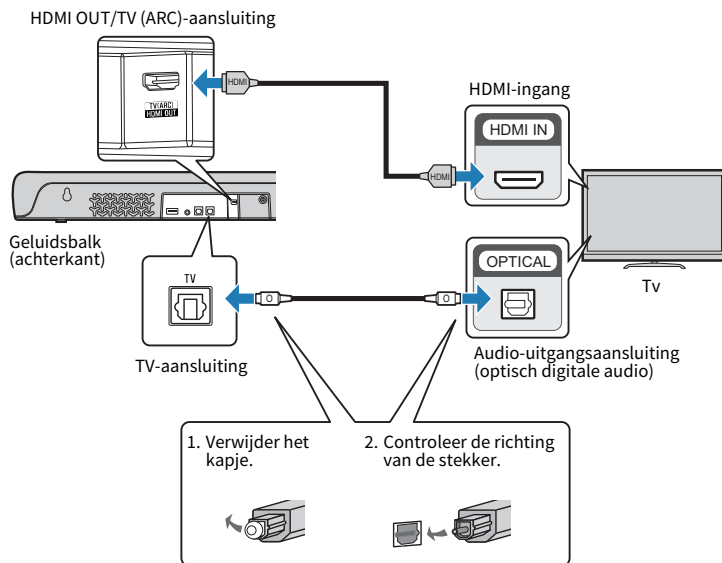 HDMI OUT/TV (ARC)-aansluiting
TV(ARC)
HDMI OUT
HDMI
HDMI-ingang
HDMI IN
HDMI
Geluidsbalk
(achterkant)
Tv
TV
OPTICAL
TV-aansluiting
Audio-uitgangsaansluiting
(optisch digitale audio)
1. Verwijder het
kapje.
2. Controleer de richting
van de stekker.